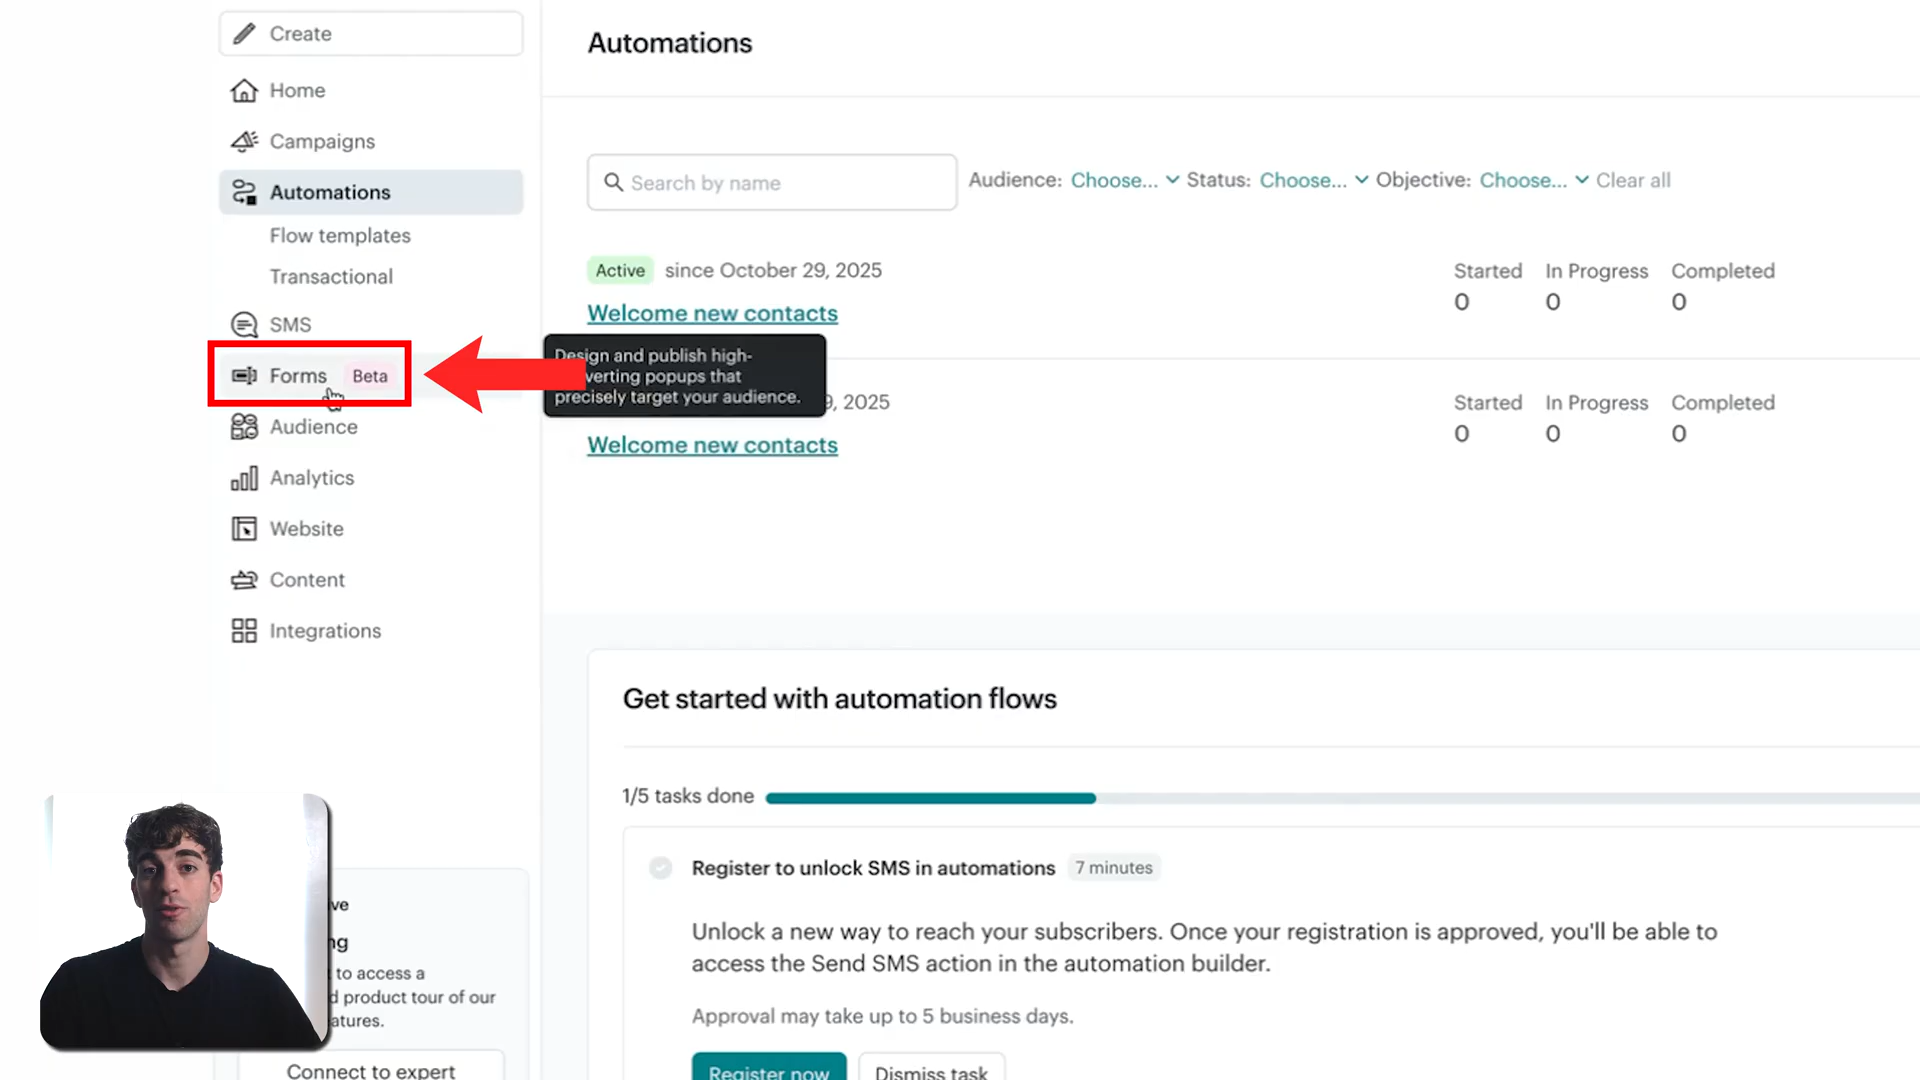 Create
Home
Campaigns
Automations
Flow templates
Transactional
SMS
Forms Beta
Audience
Analytics
Website
Content
Integrations
to access a
product tour of our
Connect to expert
Automations
Search by name
Audience: Choose... Status: Choose... Objective: Choose... Clear all
Active since October 29, 2025
Started In Progress Completed
0 0 0
Welcome new contacts
Design and publish high-
verting popups that
precisely target your audience.
, 2025
Started In Progress Completed
0 0 0
Welcome new contacts
Get started with automation flows
1/5 tasks done
Register to unlock SMS in automations 7 minutes
Unlock a new way to reach your subscribers. Once your registration is approved, you'll be able to
access the Send SMS action in the automation builder.
Approval may take up to 5 business days.
Register now Dismiss task